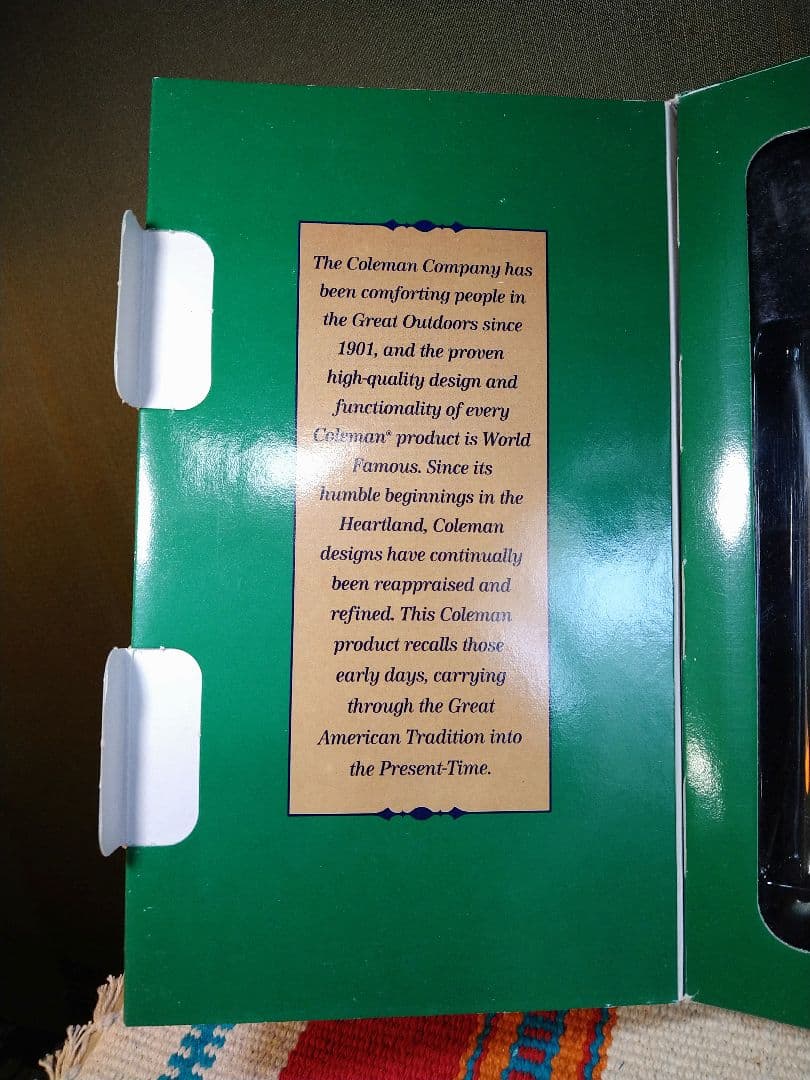 The Coleman Company has
been comforting people in
the Great Outdoors since
1901, and the proven
high-quality design and
functionality of every
Coleman® product is World
Famous. Since its
humble beginnings in the
Heartland, Coleman
designs have continually
been reappraised and
refined. This Coleman
product recalls those
early days, carrying
through the Great
American Tradition into
the Present-Time.